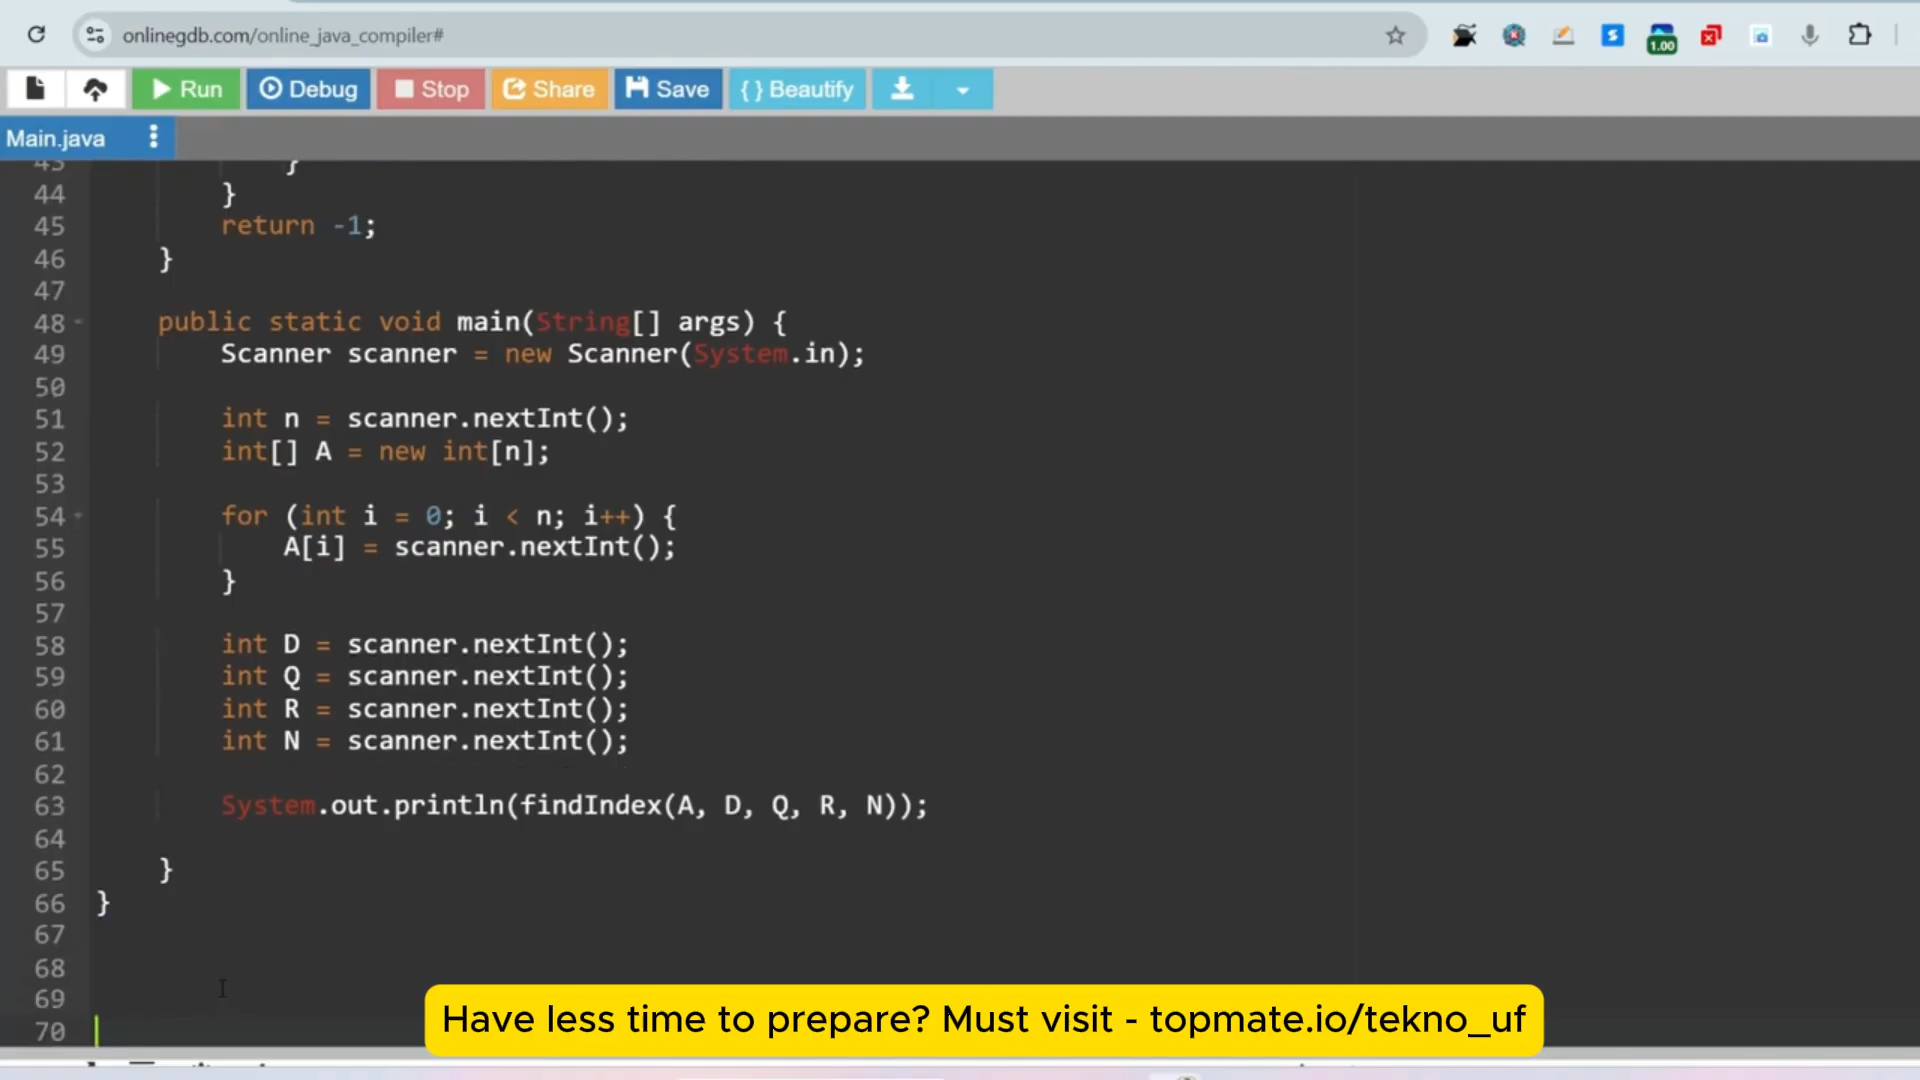 onlinegdb.com/online_java_compiler#
1.00
Run Debug Stop Share Save { } Beautify
Main.java
43 }
44 }
45 return -1;
46 }
47
48 public static void main(String[] args) {
49 Scanner scanner = new Scanner(System.in);
50
51 int n = scanner.nextInt();
52 int[] A = new int[n];
53
54 for (int i = 0; i < n; i++) {
55 A[i] = scanner.nextInt();
56 }
57
58 int D = scanner.nextInt();
59 int Q = scanner.nextInt();
60 int R = scanner.nextInt();
61 int N = scanner.nextInt();
62
63 System.out.println(findIndex(A, D, Q, R, N));
64
65 }
66 }
67
68
69
70
Have less time to prepare? Must visit - topmate.io/tekno_uf